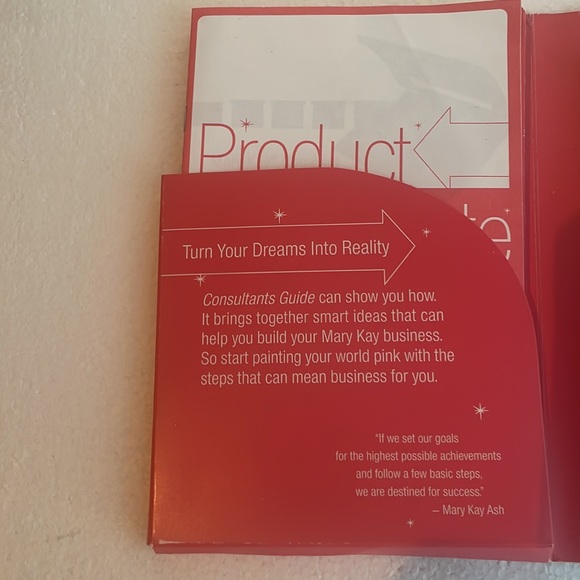 Product
te
Turn Your Dreams Into Reality
Consultants Guide can show you how.
It brings together smart ideas that can
help you build your Mary Kay business.
So start painting your world pink with the
steps that can mean business for you.
“If we set our goals
for the highest possible achievements
and follow a few basic steps,
we are destined for success.”
– Mary Kay Ash